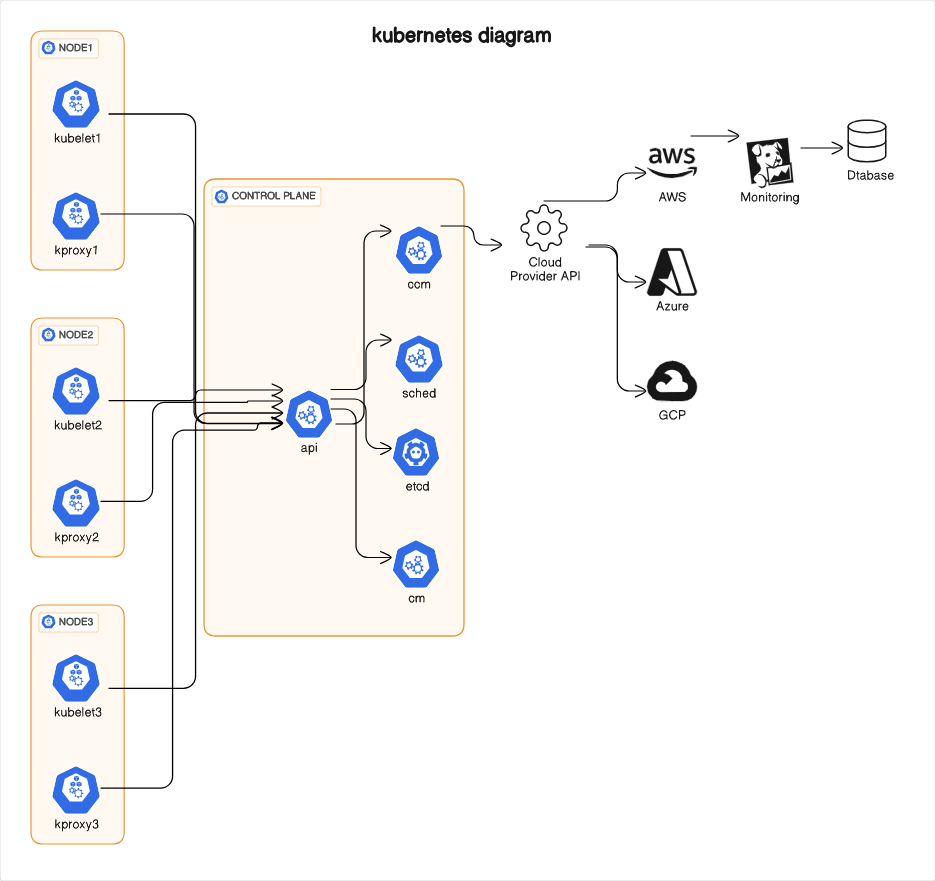 kubernetes diagram
NODE1
kubelet1
kproxy1
NODE2
kubelet2
kproxy2
NODE3
kubelet3
kproxy3
CONTROL PLANE
api
ccm
sched
etcd
cm
Cloud
Provider API
aws
AWS
Azure
GCP
Monitoring
Dtabase